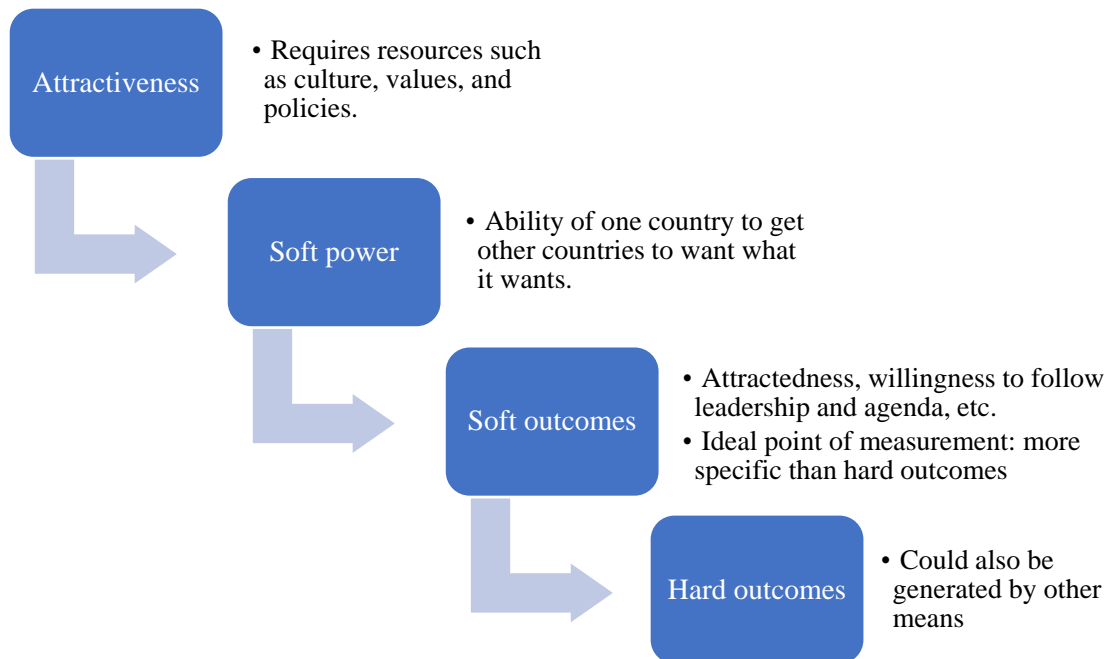 Attractiveness
• Requires resources such
as culture, values, and
policies.
Soft power
• Ability of one country to get
other countries to want what
it wants.
Soft outcomes
• Attractedness, willingness to follow
leadership and agenda, etc.
• Ideal point of measurement: more
specific than hard outcomes
Hard outcomes
• Could also be
generated by other
means